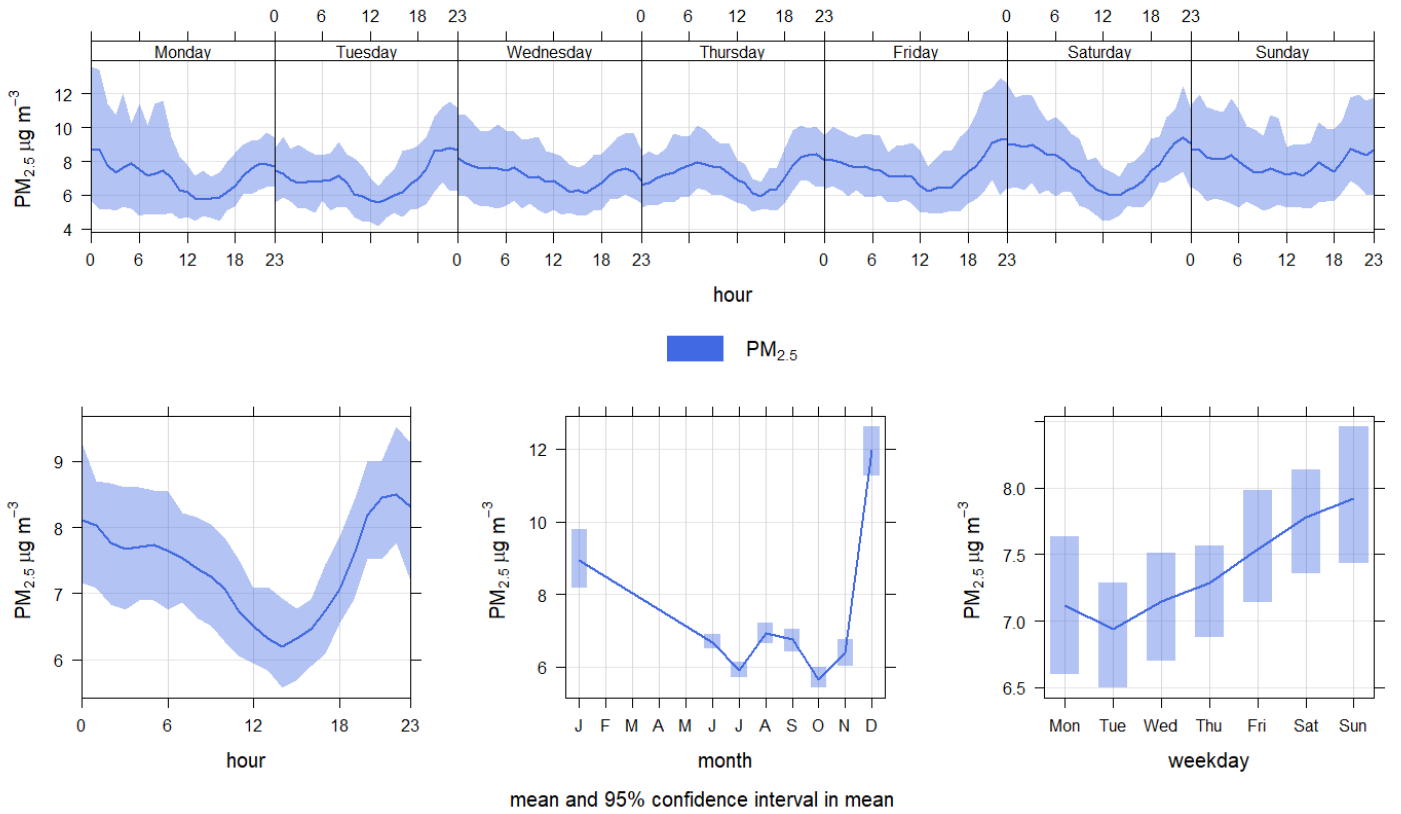 0 6 12 18 23 0 6 12 18 23 0 6 12 18 23
Monday Tuesday Wednesday Thursday Friday Saturday Sunday
PM2.5 µg m−3
12
10
8
6
4
0 6 12 18 23 0 6 12 18 23 0 6 12 18 23 0 6 12 18 23
hour
PM2.5
PM2.5 µg m−3
9
8
7
6
0 6 12 18 23
hour
PM2.5 µg m−3
12
10
8
6
J F M A M J J A S O N D
month
PM2.5 µg m−3
8.0
7.5
7.0
6.5
Mon Tue Wed Thu Fri Sat Sun
weekday
mean and 95% confidence interval in mean